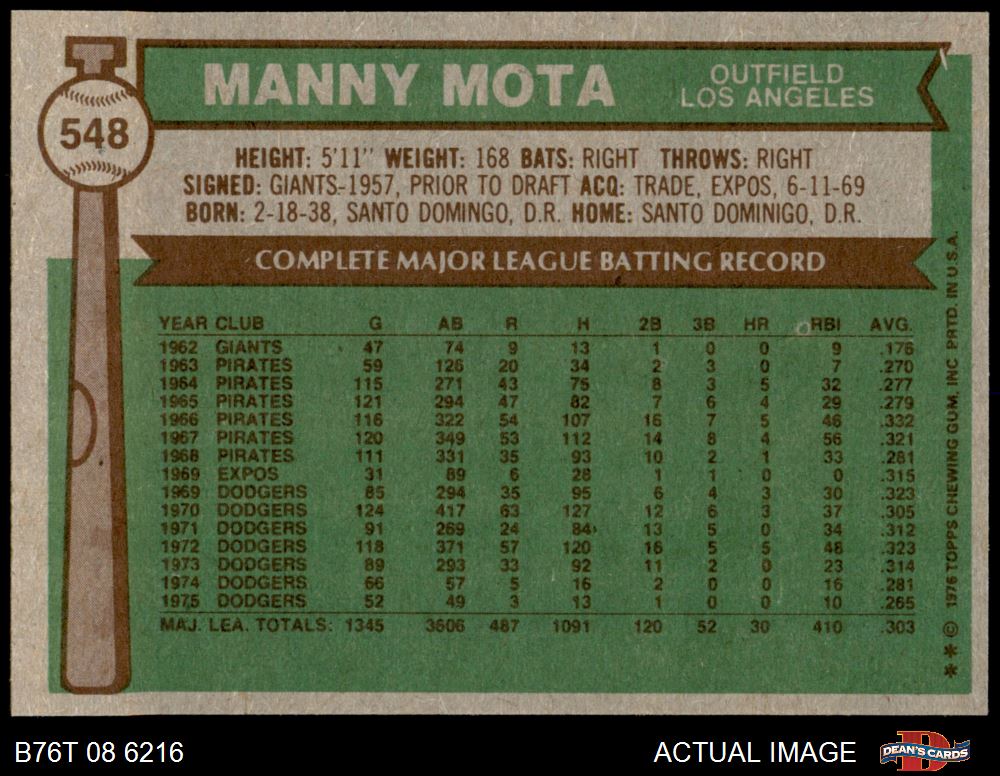 MANNY MOTA
OUTFIELD
LOS ANGELES
548
HEIGHT: 5'11" WEIGHT: 168 BATS: RIGHT THROWS: RIGHT
SIGNED: GIANTS-1957, PRIOR TO DRAFT ACQ: TRADE, EXPOS, 6-11-69
BORN: 2-18-38, SANTO DOMINGO, D.R. HOME: SANTO DOMINIGO, D.R.
COMPLETE MAJOR LEAGUE BATTING RECORD
YEAR CLUB G AB R H 2B 3B HR RBI AVG.
1962 GIANTS 47 74 9 13 1 0 0 9 .176
1963 PIRATES 59 126 20 34 2 3 0 7 .270
1964 PIRATES 115 271 43 75 8 3 5 32 .277
1965 PIRATES 121 294 47 82 7 6 4 29 .279
1966 PIRATES 116 322 54 107 16 7 5 46 .332
1967 PIRATES 120 349 53 112 14 8 4 56 .321
1968 PIRATES 111 331 35 93 10 2 1 33 .281
1969 EXPOS 31 89 6 28 1 1 0 0 .315
1969 DODGERS 85 294 35 95 6 4 3 30 .323
1970 DODGERS 124 417 63 127 12 6 3 37 .305
1971 DODGERS 91 269 24 84 13 5 0 34 .312
1972 DODGERS 118 371 57 120 16 5 5 48 .323
1973 DODGERS 89 293 33 92 11 2 0 23 .314
1974 DODGERS 66 57 5 16 2 0 0 16 .281
1975 DODGERS 52 49 3 13 1 0 0 10 .265
MAJ. LEA. TOTALS: 1345 3606 487 1091 120 52 30 410 .303
** © 1976 TOPPS CHEWING GUM, INC PRTD. IN U.S.A.
B76T 08 6216
ACTUAL IMAGE
DEAN'S CARDS